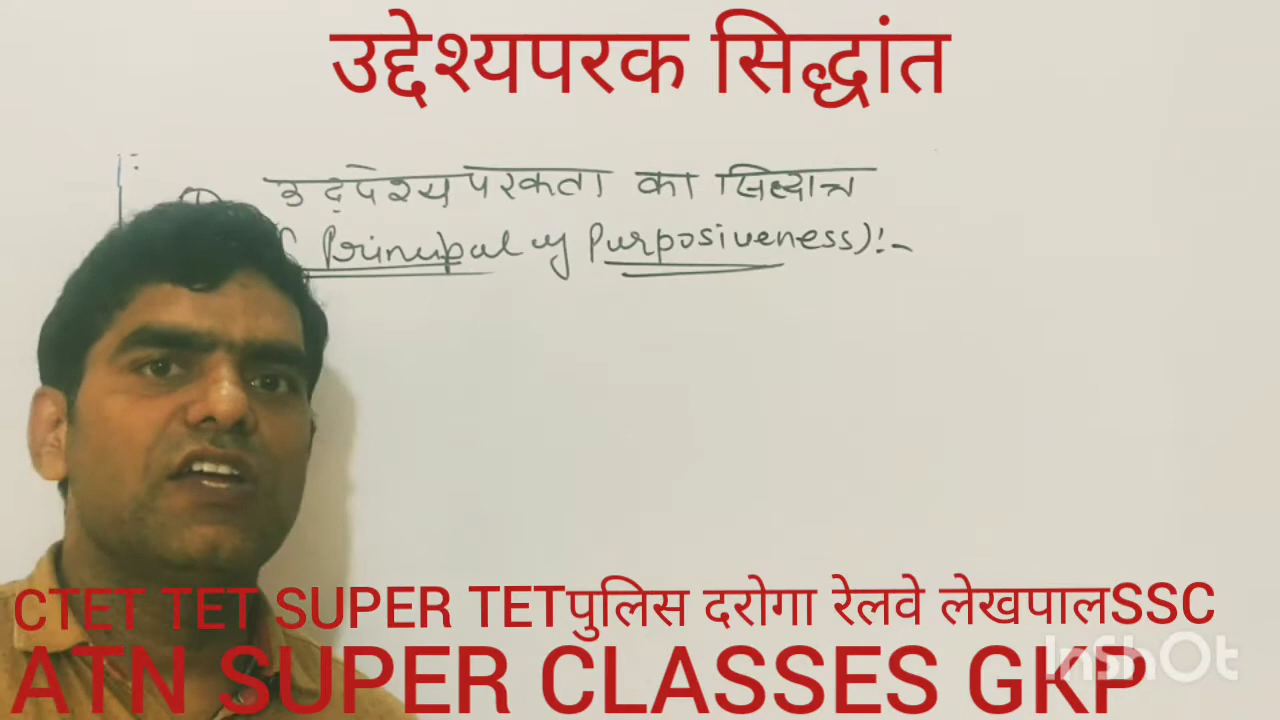 उद्देश्यपरक सिद्धांत
उद्देश्यपरकता का सिध्दान्त
( Principal of Purposiveness):-
CTET TET SUPER TETपुलिस दरोगा रेलवे लेखपालSSC
ATN SUPER CLASSES GKP
InShOt